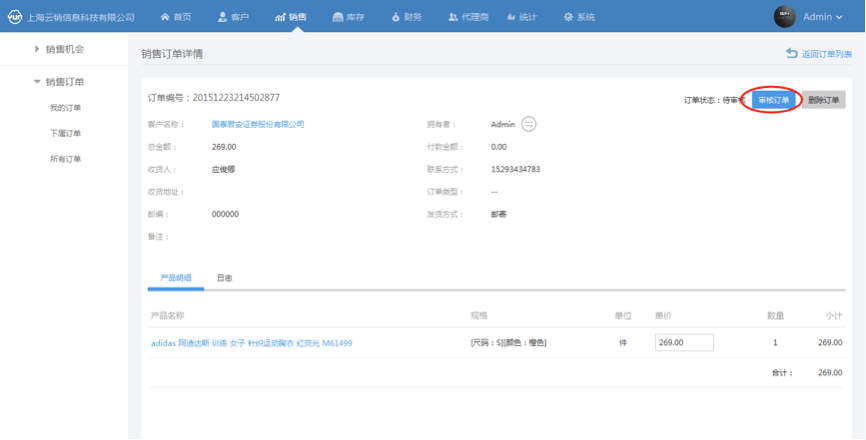 上海云销信息科技有限公司 首页 客户 销售 库存 财务 代理商 统计 系统 Admin
销售机会
销售订单
我的订单
下属订单
所有订单
销售订单详情 返回订单列表
订单编号：20151223214502877 订单状态：待审核 审核订单 删除订单
客户名称： 国泰君安证券股份有限公司 拥有者： Admin
总金额： 269.00 付款金额： 0.00
收货人： 应俊娜 联系方式： 15293434783
收货地址： 订单类型： --
邮编： 000000 发货方式： 邮寄
备注：
产品明细 日志
产品名称 规格 单位 单价 数量 小计
adidas 阿迪达斯 训练 女子 针织运动胸衣 红荧光 M61499 [尺码：S][颜色：橙色] 件 269.00 1 269.00
合计： 269.00